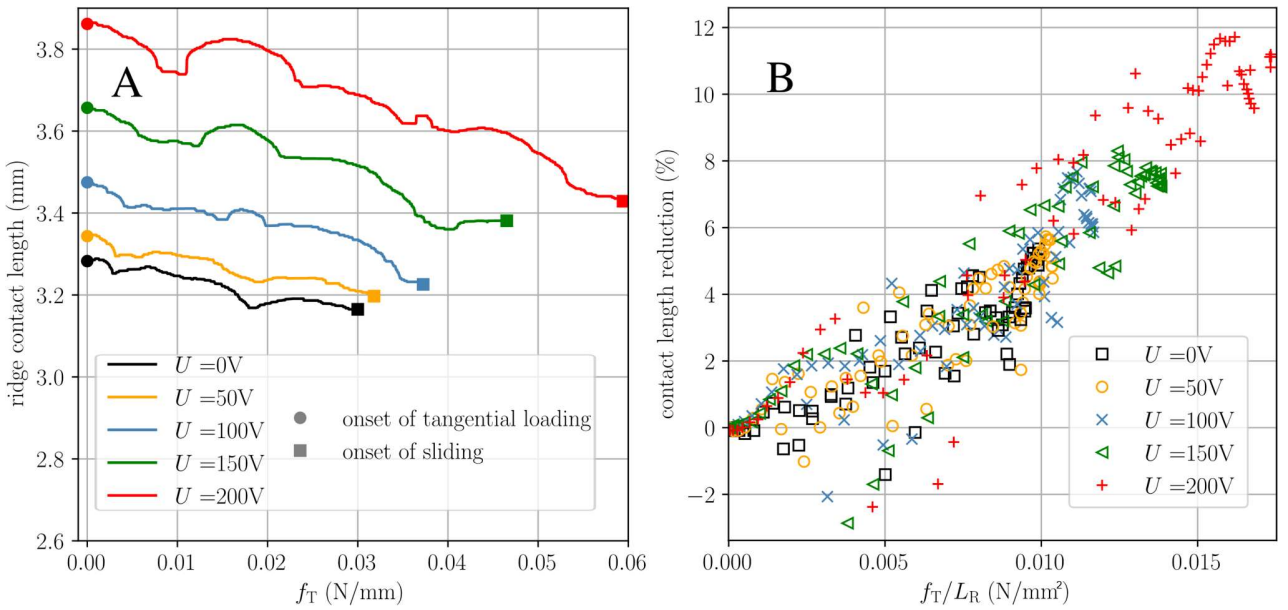 A
ridge contact length (mm)
3.8
3.6
3.4
3.2
3.0
2.8
2.6
U =0V
U =50V
U =100V
U =150V
U =200V
onset of tangential loading
onset of sliding
0.00 0.01 0.02 0.03 0.04 0.05 0.06
f_T (N/mm)
B
contact length reduction (%)
12
10
8
6
4
2
0
−2
U =0V
U =50V
U =100V
U =150V
U =200V
0.000 0.005 0.010 0.015
f_T/L_R (N/mm²)